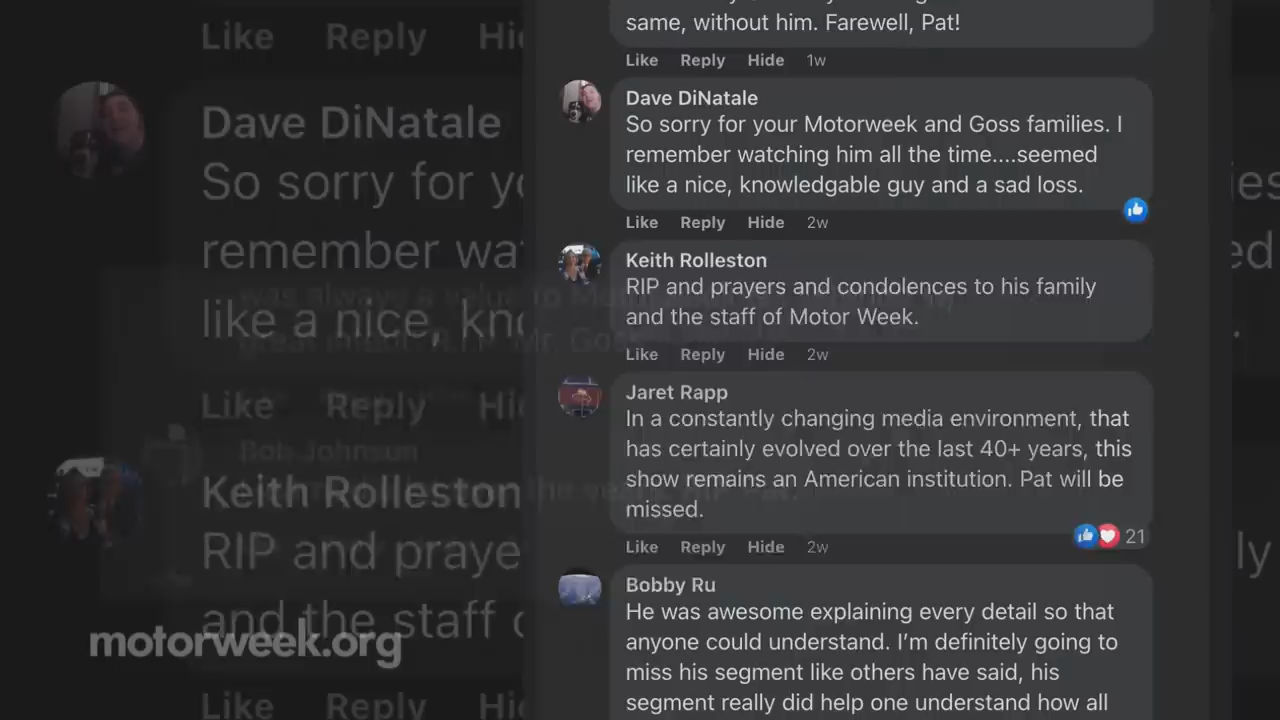 same, without him. Farewell, Pat!
Like Reply Hide 1w
Dave DiNatale
So sorry for your Motorweek and Goss families. I
remember watching him all the time....seemed
like a nice, knowledgable guy and a sad loss.
Like Reply Hide 2w
Keith Rolleston
RIP and prayers and condolences to his family
and the staff of Motor Week.
Like Reply Hide 2w
Jaret Rapp
In a constantly changing media environment, that
has certainly evolved over the last 40+ years, this
show remains an American institution. Pat will be
missed.
21
Like Reply Hide 2w
Bobby Ru
He was awesome explaining every detail so that
anyone could understand. I’m definitely going to
miss his segment like others have said, his
segment really did help one understand how all
Like Reply
Dave DiNatale
So sorry for
remember
like a nice,
Like Reply
Bob Johnson
Keith Rolleston
RIP and
and the staff
motorweek.org
Like Reply